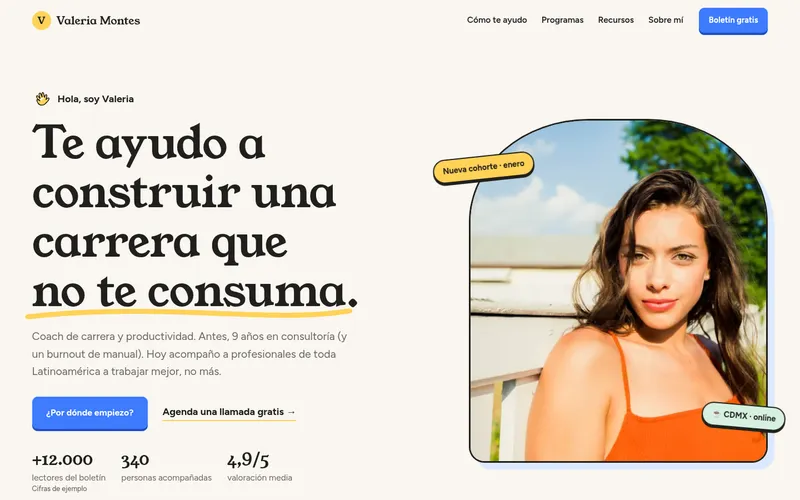 V Valeria Montes
Cómo te ayudo Programas Recursos Sobre mí Boletín gratis
Hola, soy Valeria
Te ayudo a
construir una
carrera que
no te consuma.
Coach de carrera y productividad. Antes, 9 años en consultoría (y
un burnout de manual). Hoy acompaño a profesionales de toda
Latinoamérica a trabajar mejor, no más.
¿Por dónde empiezo? Agenda una llamada gratis →
+12.000 340 4,9/5
lectores del boletín personas acompañadas valoración media
Cifras de ejemplo
Nueva cohorte · enero
CDMX · online